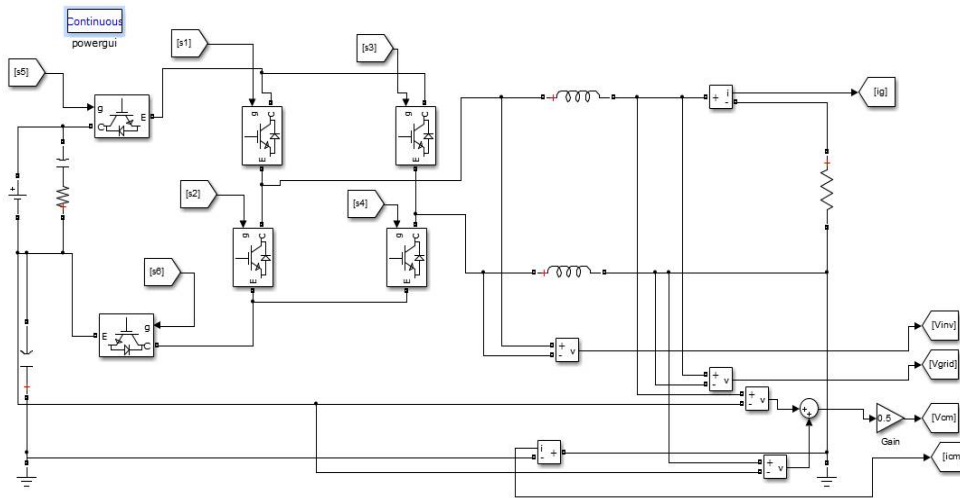 Continuous
powergui
[s1]
[s3]
[s5]
[ig]
g
C
E
g
C
E
g
C
E
[s2]
[s4]
g
C
E
g
C
E
[s6]
E
g
C
+
i
-
+
-
v
[Vinv]
+
-
v
[Vgrid]
+
-
v
0.5
Gain
[Vcm]
i
-
+
+
-
v
[icm